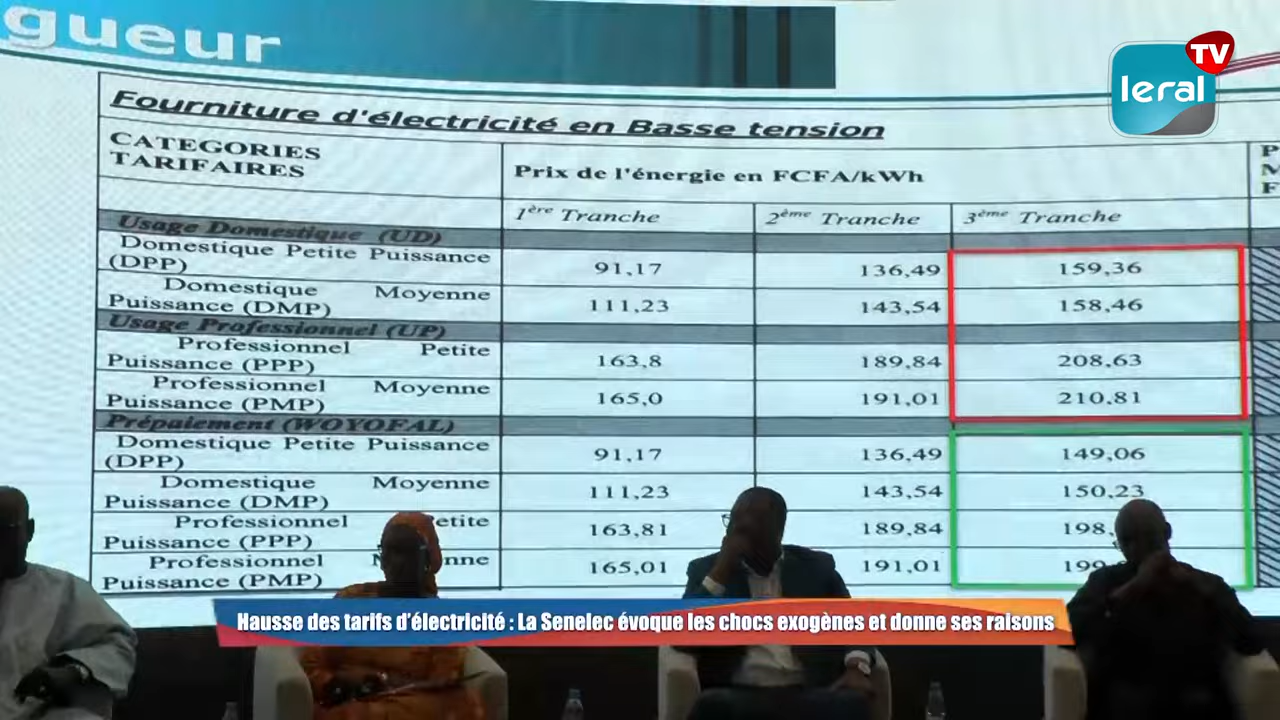 gueur
TV
leral
Fourniture d'électricité en Basse tension
CATEGORIES
TARIFAIRES
Prix de l'énergie en FCFA/kWh
P
M
F
1ère Tranche
2ème Tranche
3ème Tranche
Usage Domestique (UD)
Domestique Petite Puissance
(DPP)
91,17
136,49
159,36
Domestique Moyenne
Puissance (DMP)
111,23
143,54
158,46
Usage Professionnel (UP)
Professionnel Petite
Puissance (PPP)
163,8
189,84
208,63
Professionnel Moyenne
Puissance (PMP)
165,0
191,01
210,81
Prépaiement (WOYOFAL)
Domestique Petite Puissance
(DPP)
91,17
136,49
149,06
Domestique Moyenne
Puissance (DMP)
111,23
143,54
150,23
Professionnel etite
Puissance (PPP)
163,81
189,84
198,
Professionnel M nne
Puissance (PMP)
165,01
191,01
199
Hausse des tarifs d'électricité : La Senelec évoque les chocs exogènes et donne ses raisons